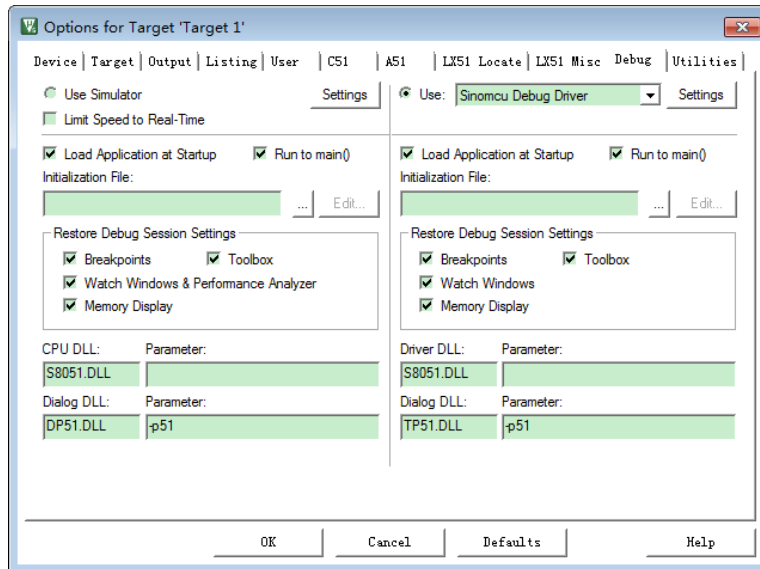 Options for Target 'Target 1'
Device | Target | Output | Listing | User | C51 | A51 | LX51 Locate | LX51 Misc Debug | Utilities |
Use Simulator Settings
Limit Speed to Real-Time
Use: Sinomcu Debug Driver Settings
Load Application at Startup Run to main()
Initialization File:
... Edit...
Load Application at Startup Run to main()
Initialization File:
... Edit...
Restore Debug Session Settings
Breakpoints Toolbox
Watch Windows & Performance Analyzer
Memory Display
Restore Debug Session Settings
Breakpoints Toolbox
Watch Windows
Memory Display
CPU DLL: Parameter:
S8051.DLL
Dialog DLL: Parameter:
DP51.DLL -p51
Driver DLL: Parameter:
S8051.DLL
Dialog DLL: Parameter:
TP51.DLL -p51
OK Cancel Defaults Help